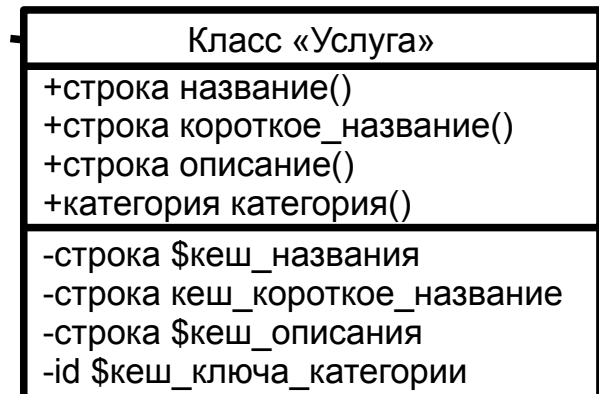 Класс «Услуга»
+строка название()
+строка короткое_название()
+строка описание()
+категория категория()
-строка $кеш_названия
-строка кеш_короткое_название
-строка $кеш_описания
-id $кеш_ключа_категории